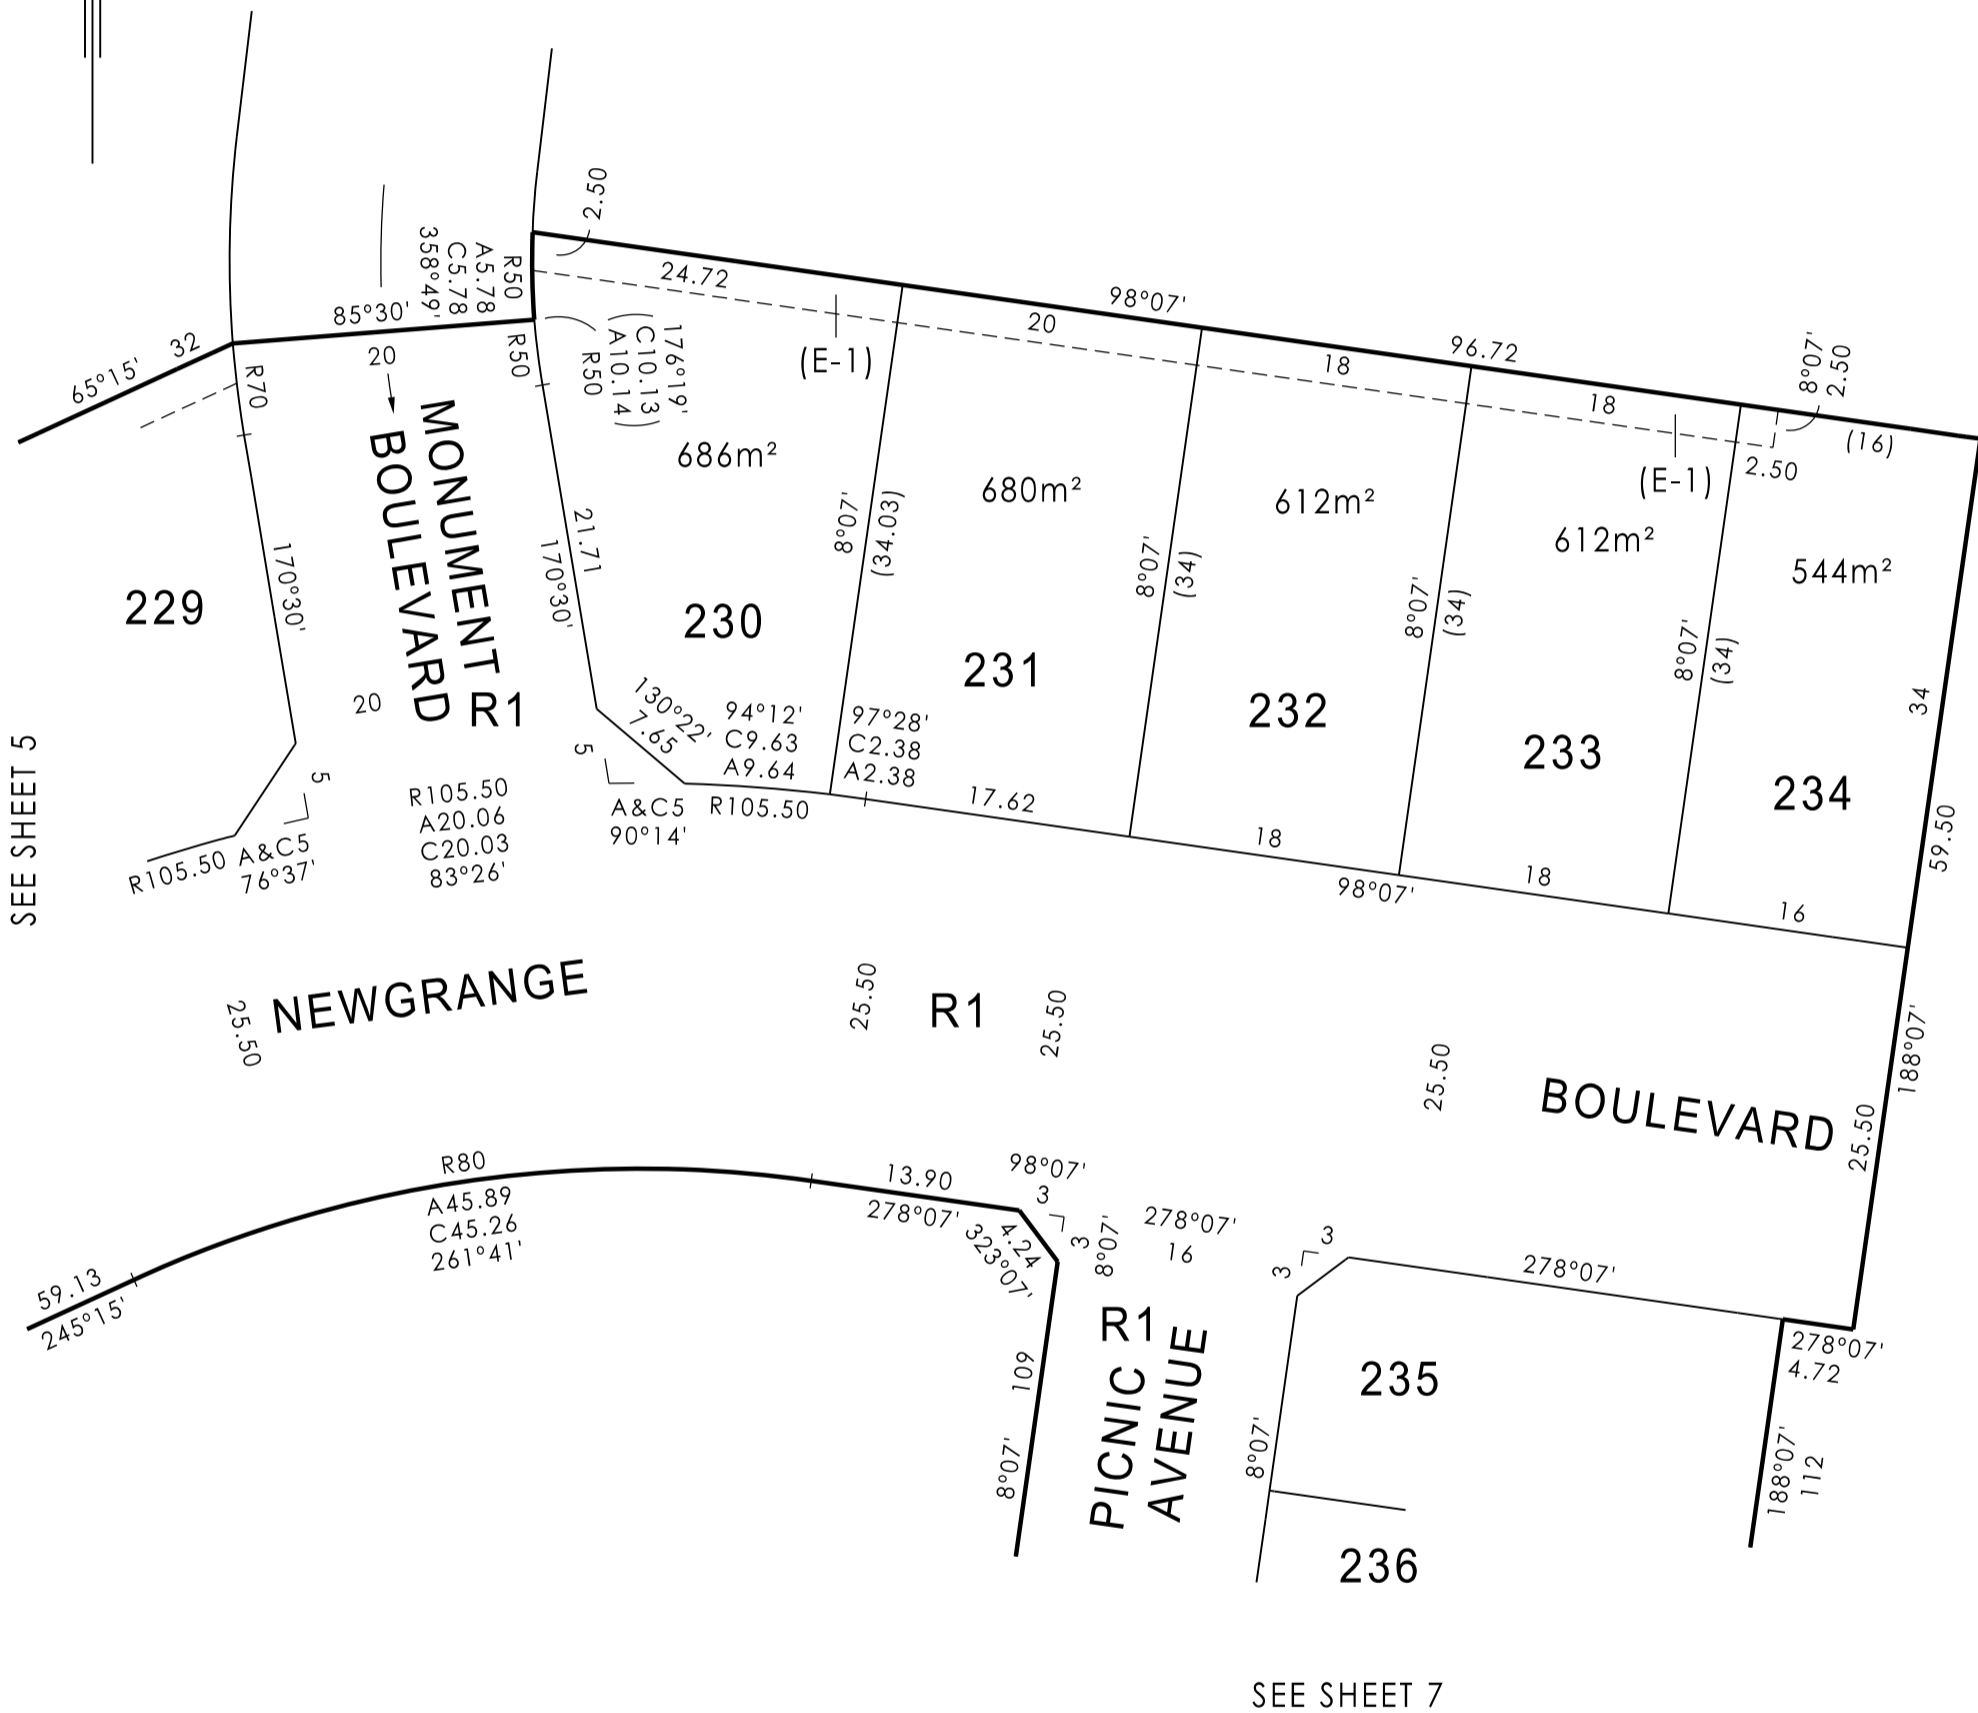 2.50
24.72
98°07'
20
96.72
18
18
8°07'
2.50
(16)
2.50
358°49'
C5.78
A5.78
R50
85°30'
20
32
65°15'
R70
R50
R50
176°19'
(C10.13)
(A10.14)
(E-1)
(E-1)
686m²
680m²
612m²
612m²
544m²
MONUMENT
BOULEVARD
170°30'
21.71
170°30'
8°07'
(34.03)
8°07'
(34)
8°07'
(34)
8°07'
(34)
34
229
230
231
232
233
234
20
R1
130°22'
7.65
94°12'
C9.63
A9.64
97°28'
C2.38
A2.38
5
5
R105.50
A20.06
C20.03
83°26'
A&C5
90°14'
R105.50
17.62
18
98°07'
18
16
59.50
R105.50
A&C5
76°37'
SEE SHEET 5
25.50
NEWGRANGE
25.50
R1
25.50
25.50
BOULEVARD
25.50
188°07'
R80
A45.89
C45.26
261°41'
59.13
245°15'
13.90
278°07'
98°07'
3
3
8°07'
4.24
323°07'
278°07'
16
3
3
278°07'
278°07'
4.72
R1
PICNIC
AVENUE
109
8°07'
8°07'
235
188°07'
112
236
SEE SHEET 7